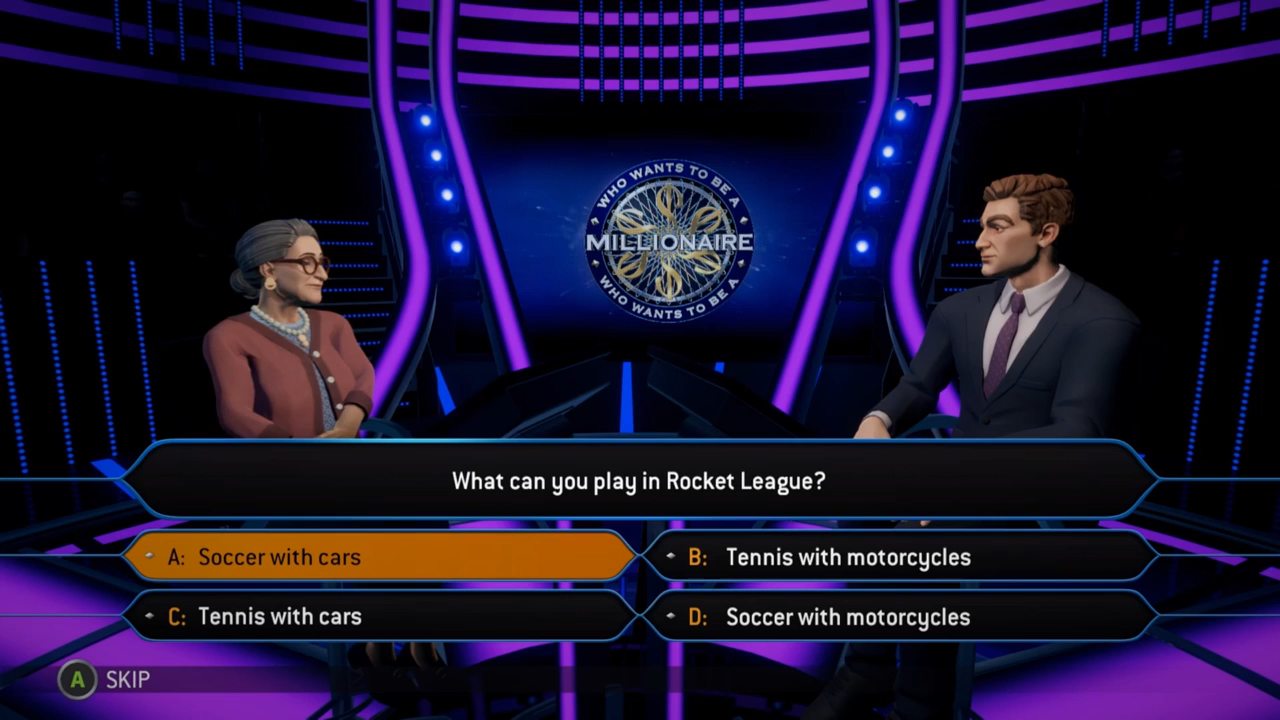 WHO WANTS TO BE A
MILLIONAIRE
WHO WANTS TO BE A
What can you play in Rocket League?
A: Soccer with cars
B: Tennis with motorcycles
C: Tennis with cars
D: Soccer with motorcycles
A SKIP